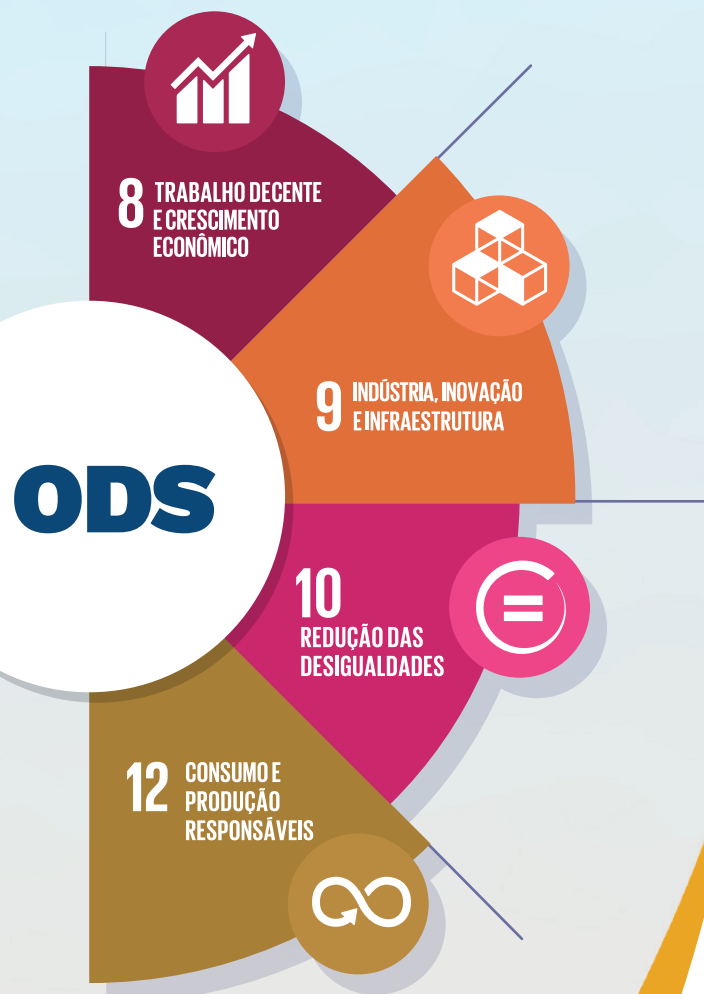 8 TRABALHO DECENTE
E CRESCIMENTO
ECONÔMICO
9 INDÚSTRIA, INOVAÇÃO
E INFRAESTRUTURA
ODS
10
REDUÇÃO DAS
DESIGUALDADES
12 CONSUMO E
PRODUÇÃO
RESPONSÁVEIS